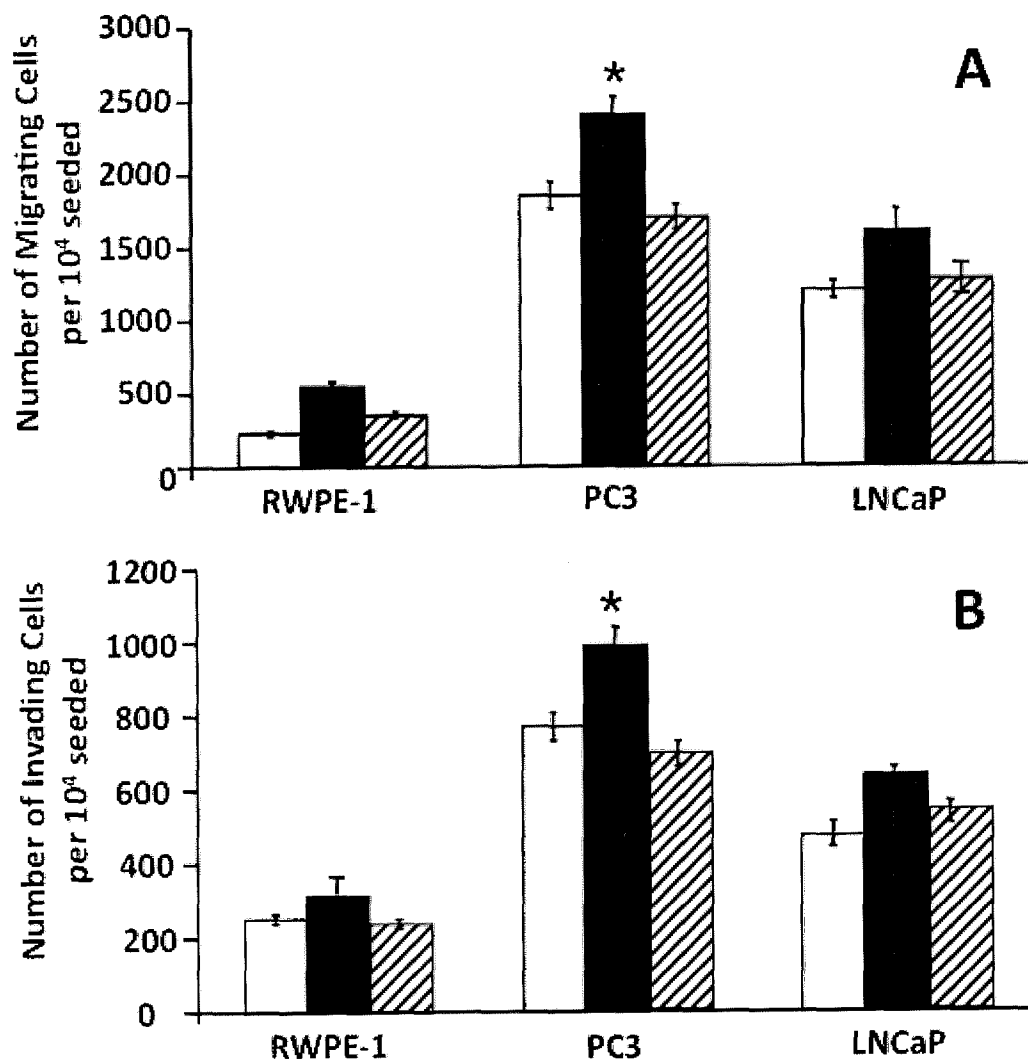 A
Number of Migrating Cells
per 10⁴ seeded
3000
2500
2000
1500
1000
500
0
*
RWPE-1 PC3 LNCaP
B
Number of Invading Cells
per 10⁴ seeded
1200
1000
800
600
400
200
0
*
RWPE-1 PC3 LNCaP